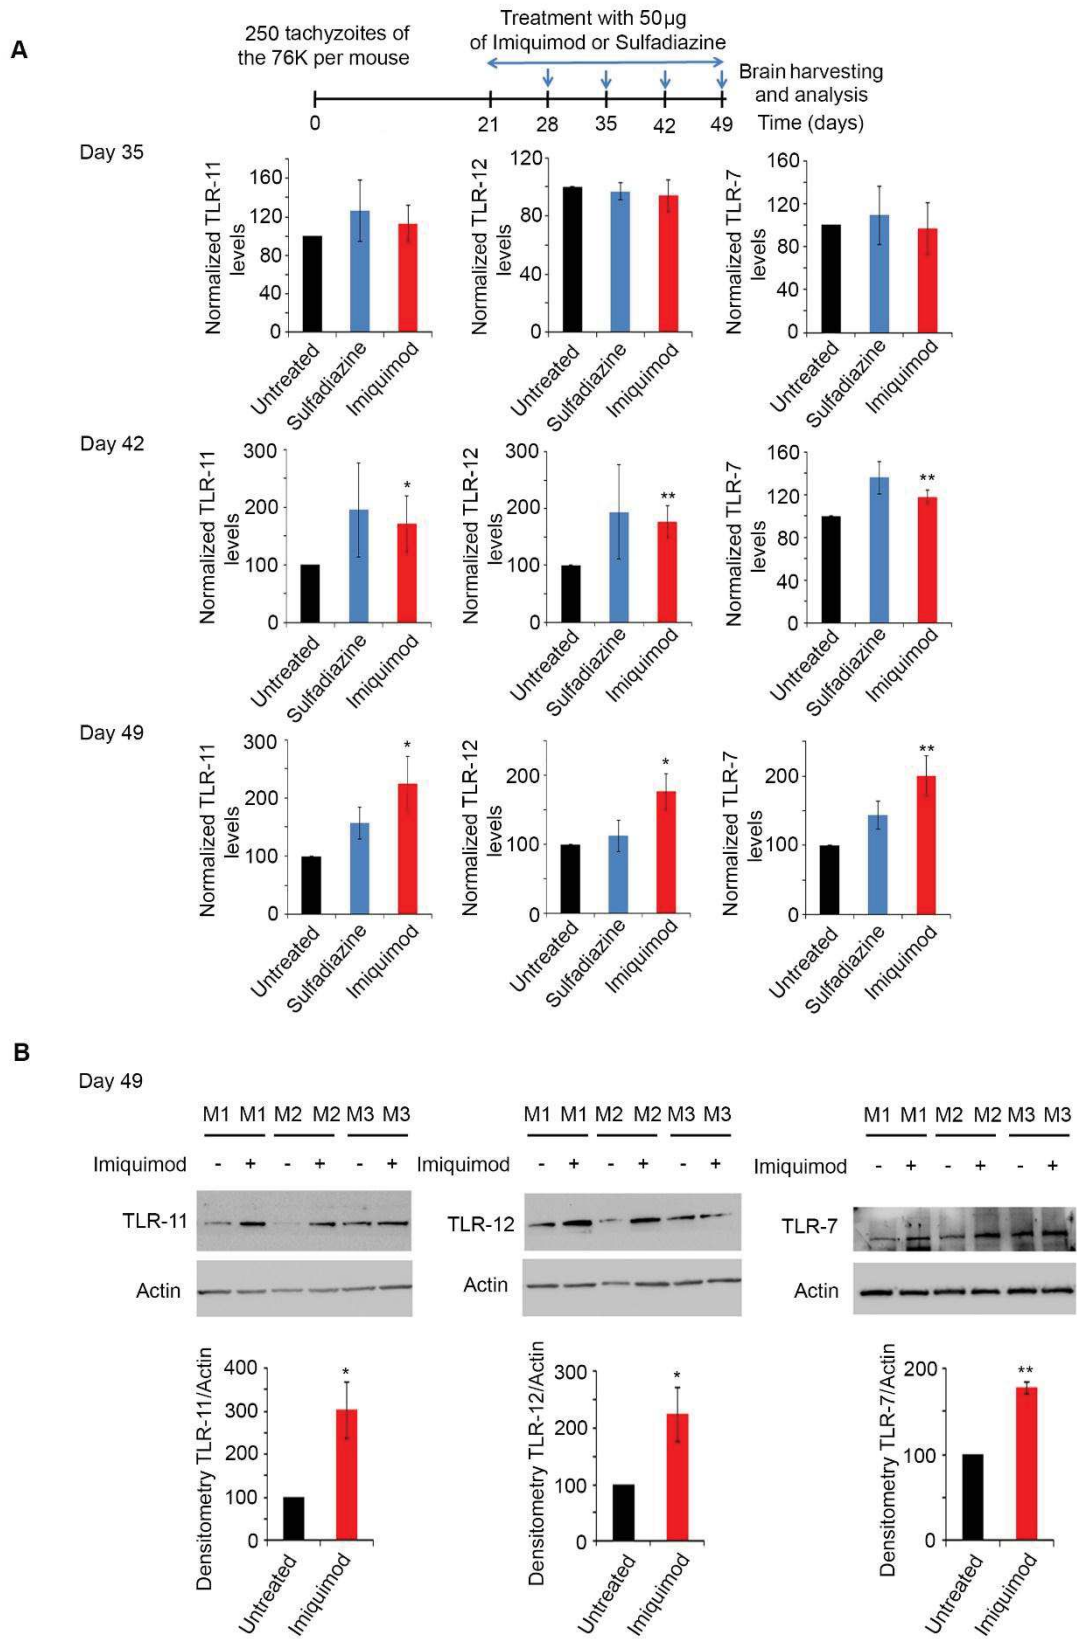 A
250 tachyzoites of
the 76K per mouse
Treatment with 50µg
of Imiquimod or Sulfadiazine
Brain harvesting
and analysis
0 21 28 35 42 49 Time (days)
Day 35
Normalized TLR-11
levels
160
120
80
40
0
Untreated
Sulfadiazine
Imiquimod
Normalized TLR-12
levels
120
80
40
0
Untreated
Sulfadiazine
Imiquimod
Normalized TLR-7
levels
160
120
80
40
0
Untreated
Sulfadiazine
Imiquimod
Day 42
Normalized TLR-11
levels
300
200
100
0
*
Untreated
Sulfadiazine
Imiquimod
Normalized TLR-12
levels
300
200
100
0
**
Untreated
Sulfadiazine
Imiquimod
Normalized TLR-7
levels
160
120
80
40
0
**
Untreated
Sulfadiazine
Imiquimod
Day 49
Normalized TLR-11
levels
300
200
100
0
*
Untreated
Sulfadiazine
Imiquimod
Normalized TLR-12
levels
200
100
0
*
Untreated
Sulfadiazine
Imiquimod
Normalized TLR-7
levels
200
100
0
**
Untreated
Sulfadiazine
Imiquimod
B
Day 49
M1 M1 M2 M2 M3 M3
Imiquimod - + - + - +
TLR-11
Actin
Densitometry TLR-11/Actin
400
300
200
100
0
*
Untreated
Imiquimod
M1 M1 M2 M2 M3 M3
Imiquimod - + - + - +
TLR-12
Actin
Densitometry TLR-12/Actin
300
200
100
0
*
Untreated
Imiquimod
M1 M1 M2 M2 M3 M3
Imiquimod - + - + - +
TLR-7
Actin
Densitometry TLR-7/Actin
200
100
0
**
Untreated
Imiquimod